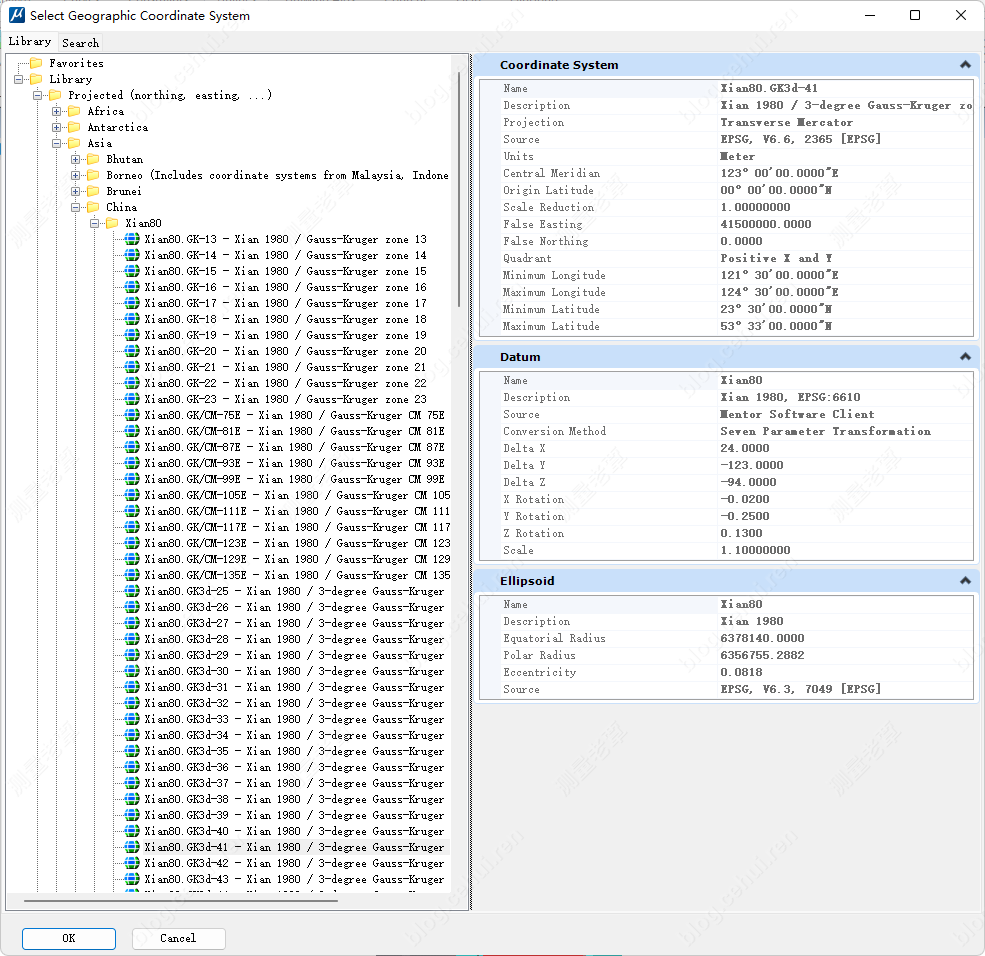 Select Geographic Coordinate System
Library Search
Favorites
Library
Projected (northing, easting, ...)
Africa
Antarctica
Asia
Bhutan
Borneo (Includes coordinate systems from Malaysia, Indone
Brunei
China
Xian80
Xian80.GK-13 - Xian 1980 / Gauss-Kruger zone 13
Xian80.GK-14 - Xian 1980 / Gauss-Kruger zone 14
Xian80.GK-15 - Xian 1980 / Gauss-Kruger zone 15
Xian80.GK-16 - Xian 1980 / Gauss-Kruger zone 16
Xian80.GK-17 - Xian 1980 / Gauss-Kruger zone 17
Xian80.GK-18 - Xian 1980 / Gauss-Kruger zone 18
Xian80.GK-19 - Xian 1980 / Gauss-Kruger zone 19
Xian80.GK-20 - Xian 1980 / Gauss-Kruger zone 20
Xian80.GK-21 - Xian 1980 / Gauss-Kruger zone 21
Xian80.GK-22 - Xian 1980 / Gauss-Kruger zone 22
Xian80.GK-23 - Xian 1980 / Gauss-Kruger zone 23
Xian80.GK/CM-75E - Xian 1980 / Gauss-Kruger CM 75E
Xian80.GK/CM-81E - Xian 1980 / Gauss-Kruger CM 81E
Xian80.GK/CM-87E - Xian 1980 / Gauss-Kruger CM 87E
Xian80.GK/CM-93E - Xian 1980 / Gauss-Kruger CM 93E
Xian80.GK/CM-99E - Xian 1980 / Gauss-Kruger CM 99E
Xian80.GK/CM-105E - Xian 1980 / Gauss-Kruger CM 105
Xian80.GK/CM-111E - Xian 1980 / Gauss-Kruger CM 111
Xian80.GK/CM-117E - Xian 1980 / Gauss-Kruger CM 117
Xian80.GK/CM-123E - Xian 1980 / Gauss-Kruger CM 123
Xian80.GK/CM-129E - Xian 1980 / Gauss-Kruger CM 129
Xian80.GK/CM-135E - Xian 1980 / Gauss-Kruger CM 135
Xian80.GK3d-25 - Xian 1980 / 3-degree Gauss-Kruger
Xian80.GK3d-26 - Xian 1980 / 3-degree Gauss-Kruger
Xian80.GK3d-27 - Xian 1980 / 3-degree Gauss-Kruger
Xian80.GK3d-28 - Xian 1980 / 3-degree Gauss-Kruger
Xian80.GK3d-29 - Xian 1980 / 3-degree Gauss-Kruger
Xian80.GK3d-30 - Xian 1980 / 3-degree Gauss-Kruger
Xian80.GK3d-31 - Xian 1980 / 3-degree Gauss-Kruger
Xian80.GK3d-32 - Xian 1980 / 3-degree Gauss-Kruger
Xian80.GK3d-33 - Xian 1980 / 3-degree Gauss-Kruger
Xian80.GK3d-34 - Xian 1980 / 3-degree Gauss-Kruger
Xian80.GK3d-35 - Xian 1980 / 3-degree Gauss-Kruger
Xian80.GK3d-36 - Xian 1980 / 3-degree Gauss-Kruger
Xian80.GK3d-37 - Xian 1980 / 3-degree Gauss-Kruger
Xian80.GK3d-38 - Xian 1980 / 3-degree Gauss-Kruger
Xian80.GK3d-39 - Xian 1980 / 3-degree Gauss-Kruger
Xian80.GK3d-40 - Xian 1980 / 3-degree Gauss-Kruger
Xian80.GK3d-41 - Xian 1980 / 3-degree Gauss-Kruger
Xian80.GK3d-42 - Xian 1980 / 3-degree Gauss-Kruger
Xian80.GK3d-43 - Xian 1980 / 3-degree Gauss-Kruger
Coordinate System
Name Xian80.GK3d-41
Description Xian 1980 / 3-degree Gauss-Kruger zo
Projection Transverse Mercator
Source EPSG, V6.6, 2365 [EPSG]
Units Meter
Central Meridian 123° 00'00.0000"E
Origin Latitude 00° 00'00.0000"N
Scale Reduction 1.00000000
False Easting 41500000.0000
False Northing 0.0000
Quadrant Positive X and Y
Minimum Longitude 121° 30'00.0000"E
Maximum Longitude 124° 30'00.0000"E
Minimum Latitude 23° 30'00.0000"N
Maximum Latitude 53° 33'00.0000"N
Datum
Name Xian80
Description Xian 1980, EPSG:6610
Source Mentor Software Client
Conversion Method Seven Parameter Transformation
Delta X 24.0000
Delta Y -123.0000
Delta Z -94.0000
X Rotation -0.0200
Y Rotation -0.2500
Z Rotation 0.1300
Scale 1.10000000
Ellipsoid
Name Xian80
Description Xian 1980
Equatorial Radius 6378140.0000
Polar Radius 6356755.2882
Eccentricity 0.0818
Source EPSG, V6.3, 7049 [EPSG]
OK Cancel